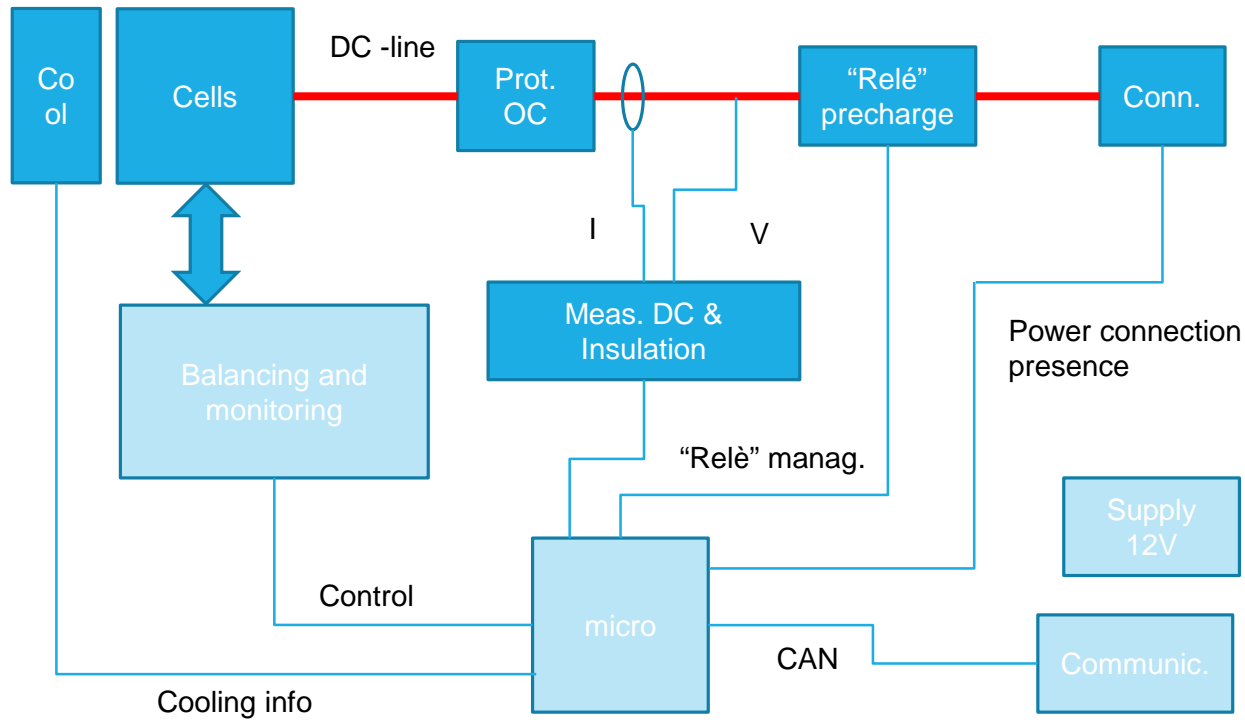 DC -line
Co
ol
Cells
Prot.
OC
“Relé”
precharge
Conn.
I
V
Meas. DC &
Insulation
Power connection
presence
Balancing and
monitoring
“Relè” manag.
Supply
12V
Control
micro
CAN
Communic.
Cooling info